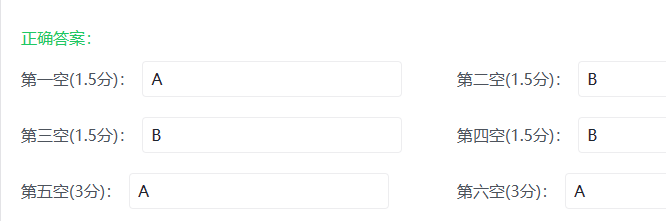 正确答案:
第一空(1.5分): A 第二空(1.5分): B
第三空(1.5分): B 第四空(1.5分): B
第五空(3分): A 第六空(3分): A